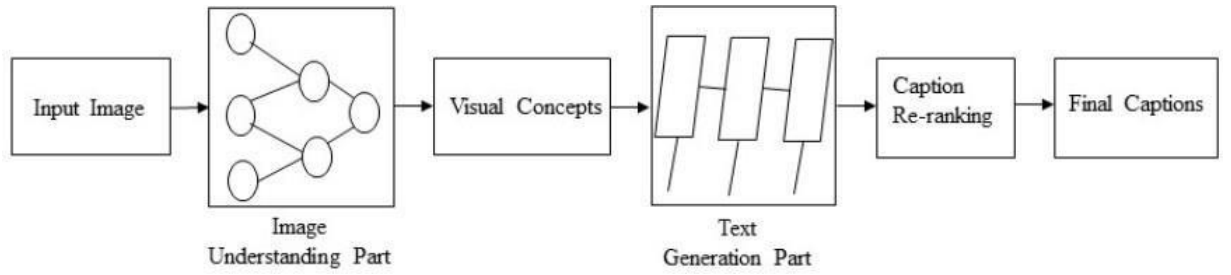 Input Image
Visual Concepts
Caption
Re-ranking
Final Captions
Image
Understanding Part
Text
Generation Part